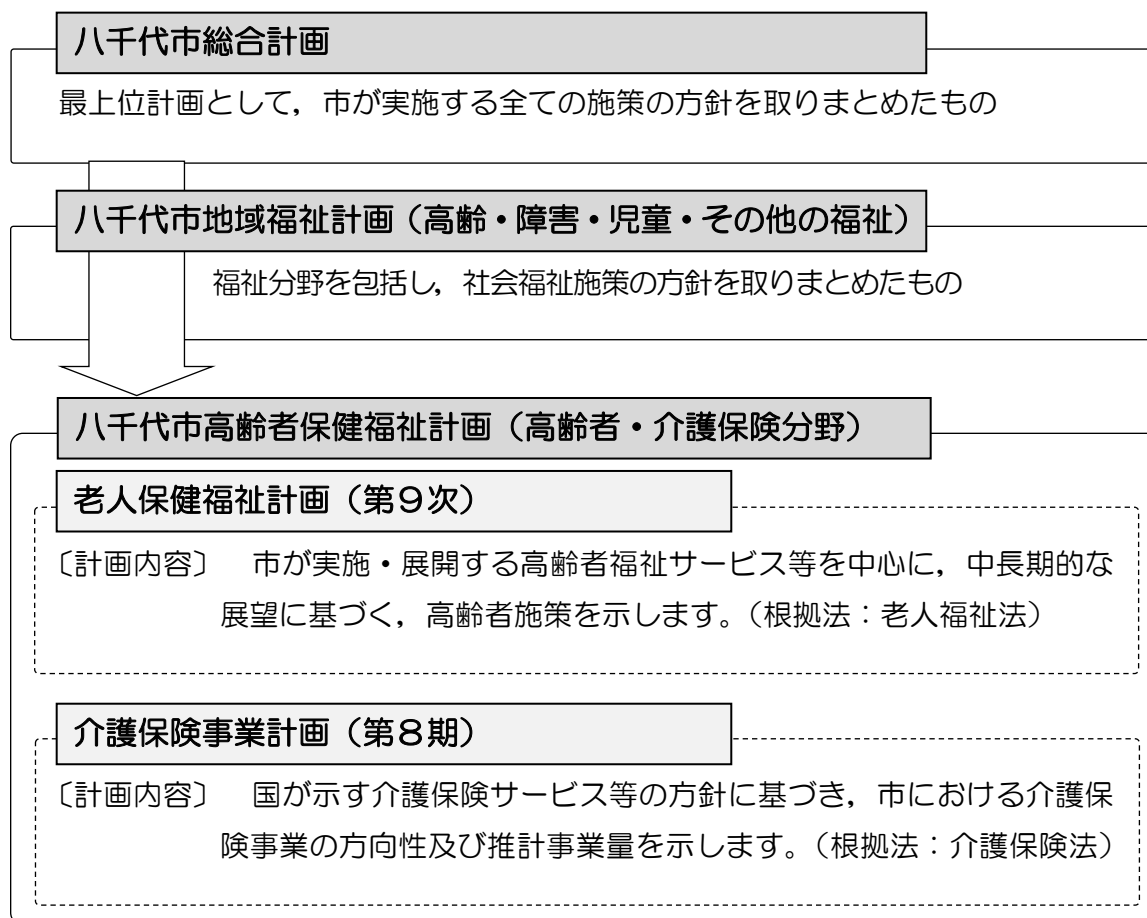 八千代市総合計画
最上位計画として，市が実施する全ての施策の方針を取りまとめたもの
八千代市地域福祉計画（高齢・障害・児童・その他の福祉）
福祉分野を包括し，社会福祉施策の方針を取りまとめたもの
八千代市高齢者保健福祉計画（高齢者・介護保険分野）
老人保健福祉計画（第９次）
〔計画内容〕　市が実施・展開する高齢者福祉サービス等を中心に，中長期的な
展望に基づく，高齢者施策を示します。（根拠法：老人福祉法）
介護保険事業計画（第８期）
〔計画内容〕　国が示す介護保険サービス等の方針に基づき，市における介護保
険事業の方向性及び推計事業量を示します。（根拠法：介護保険法）